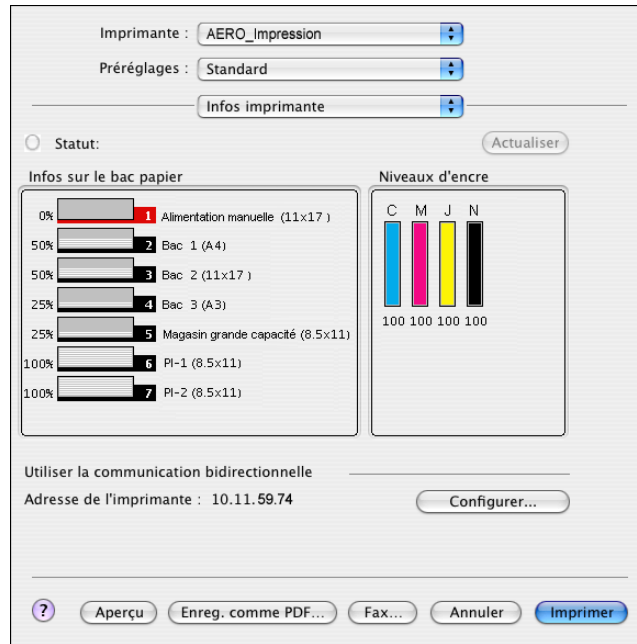 Imprimante : AERO_Impression
Préréglages : Standard
Infos imprimante
Statut: Actualiser
Infos sur le bac papier
0% 1 Alimentation manuelle (11x17 )
50% 2 Bac 1 (A4)
50% 3 Bac 2 (11x17 )
25% 4 Bac 3 (A3)
25% 5 Magasin grande capacité (8.5x11)
100% 6 PI-1 (8.5x11)
100% 7 PI-2 (8.5x11)
Niveaux d'encre
C M J N
100 100 100 100
Utiliser la communication bidirectionnelle
Adresse de l'imprimante : 10.11.59.74 Configurer...
? Aperçu Enreg. comme PDF... Fax... Annuler Imprimer